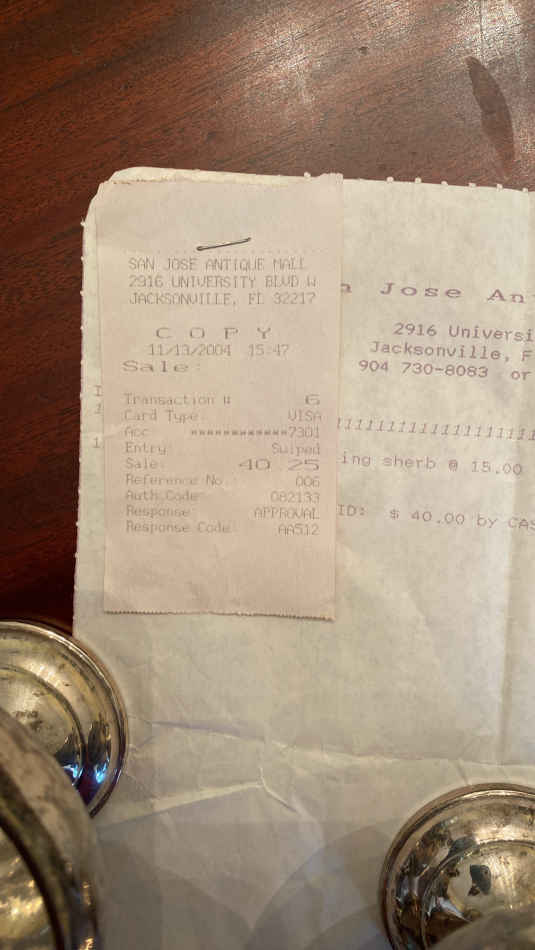 SAN JOSE ANTIQUE MALL
2916 UNIVERSITY BLVD W
JACKSONVILLE, FL 32217
COPY
11/13/2004 15:47
Sale:
Transaction # 6
Card Type: VISA
Acc: ************7301
Entry: Swiped
Sale: 40.25
Reference No.: 006
Auth.Code: 082133
Response: APPROVAL
Response Code: AA512
Jose An
2916 Universi
Jacksonville, F
904 730-8083 or
ing sherb @ 15.00
ID: $ 40.00 by CAS